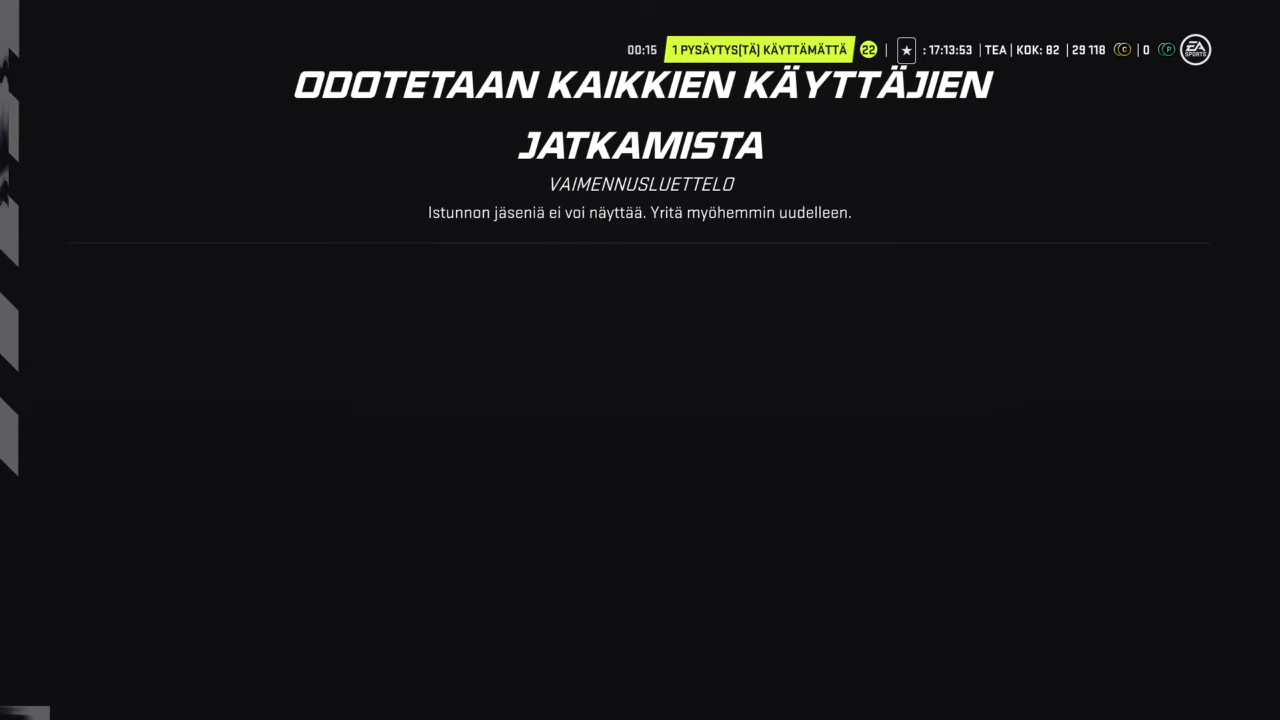 00:15 1 PYSÄYTYS(TÄ) KÄYTTÄMÄTTÄ 22 | ★ : 17:13:53 | TEA | KOK: 82 | 29 118 C | 0 P EA SPORTS
ODOTETAAN KAIKKIEN KÄYTTÄJIEN
JATKAMISTA
VAIMENNUSLUETTELO
Istunnon jäseniä ei voi näyttää. Yritä myöhemmin uudelleen.